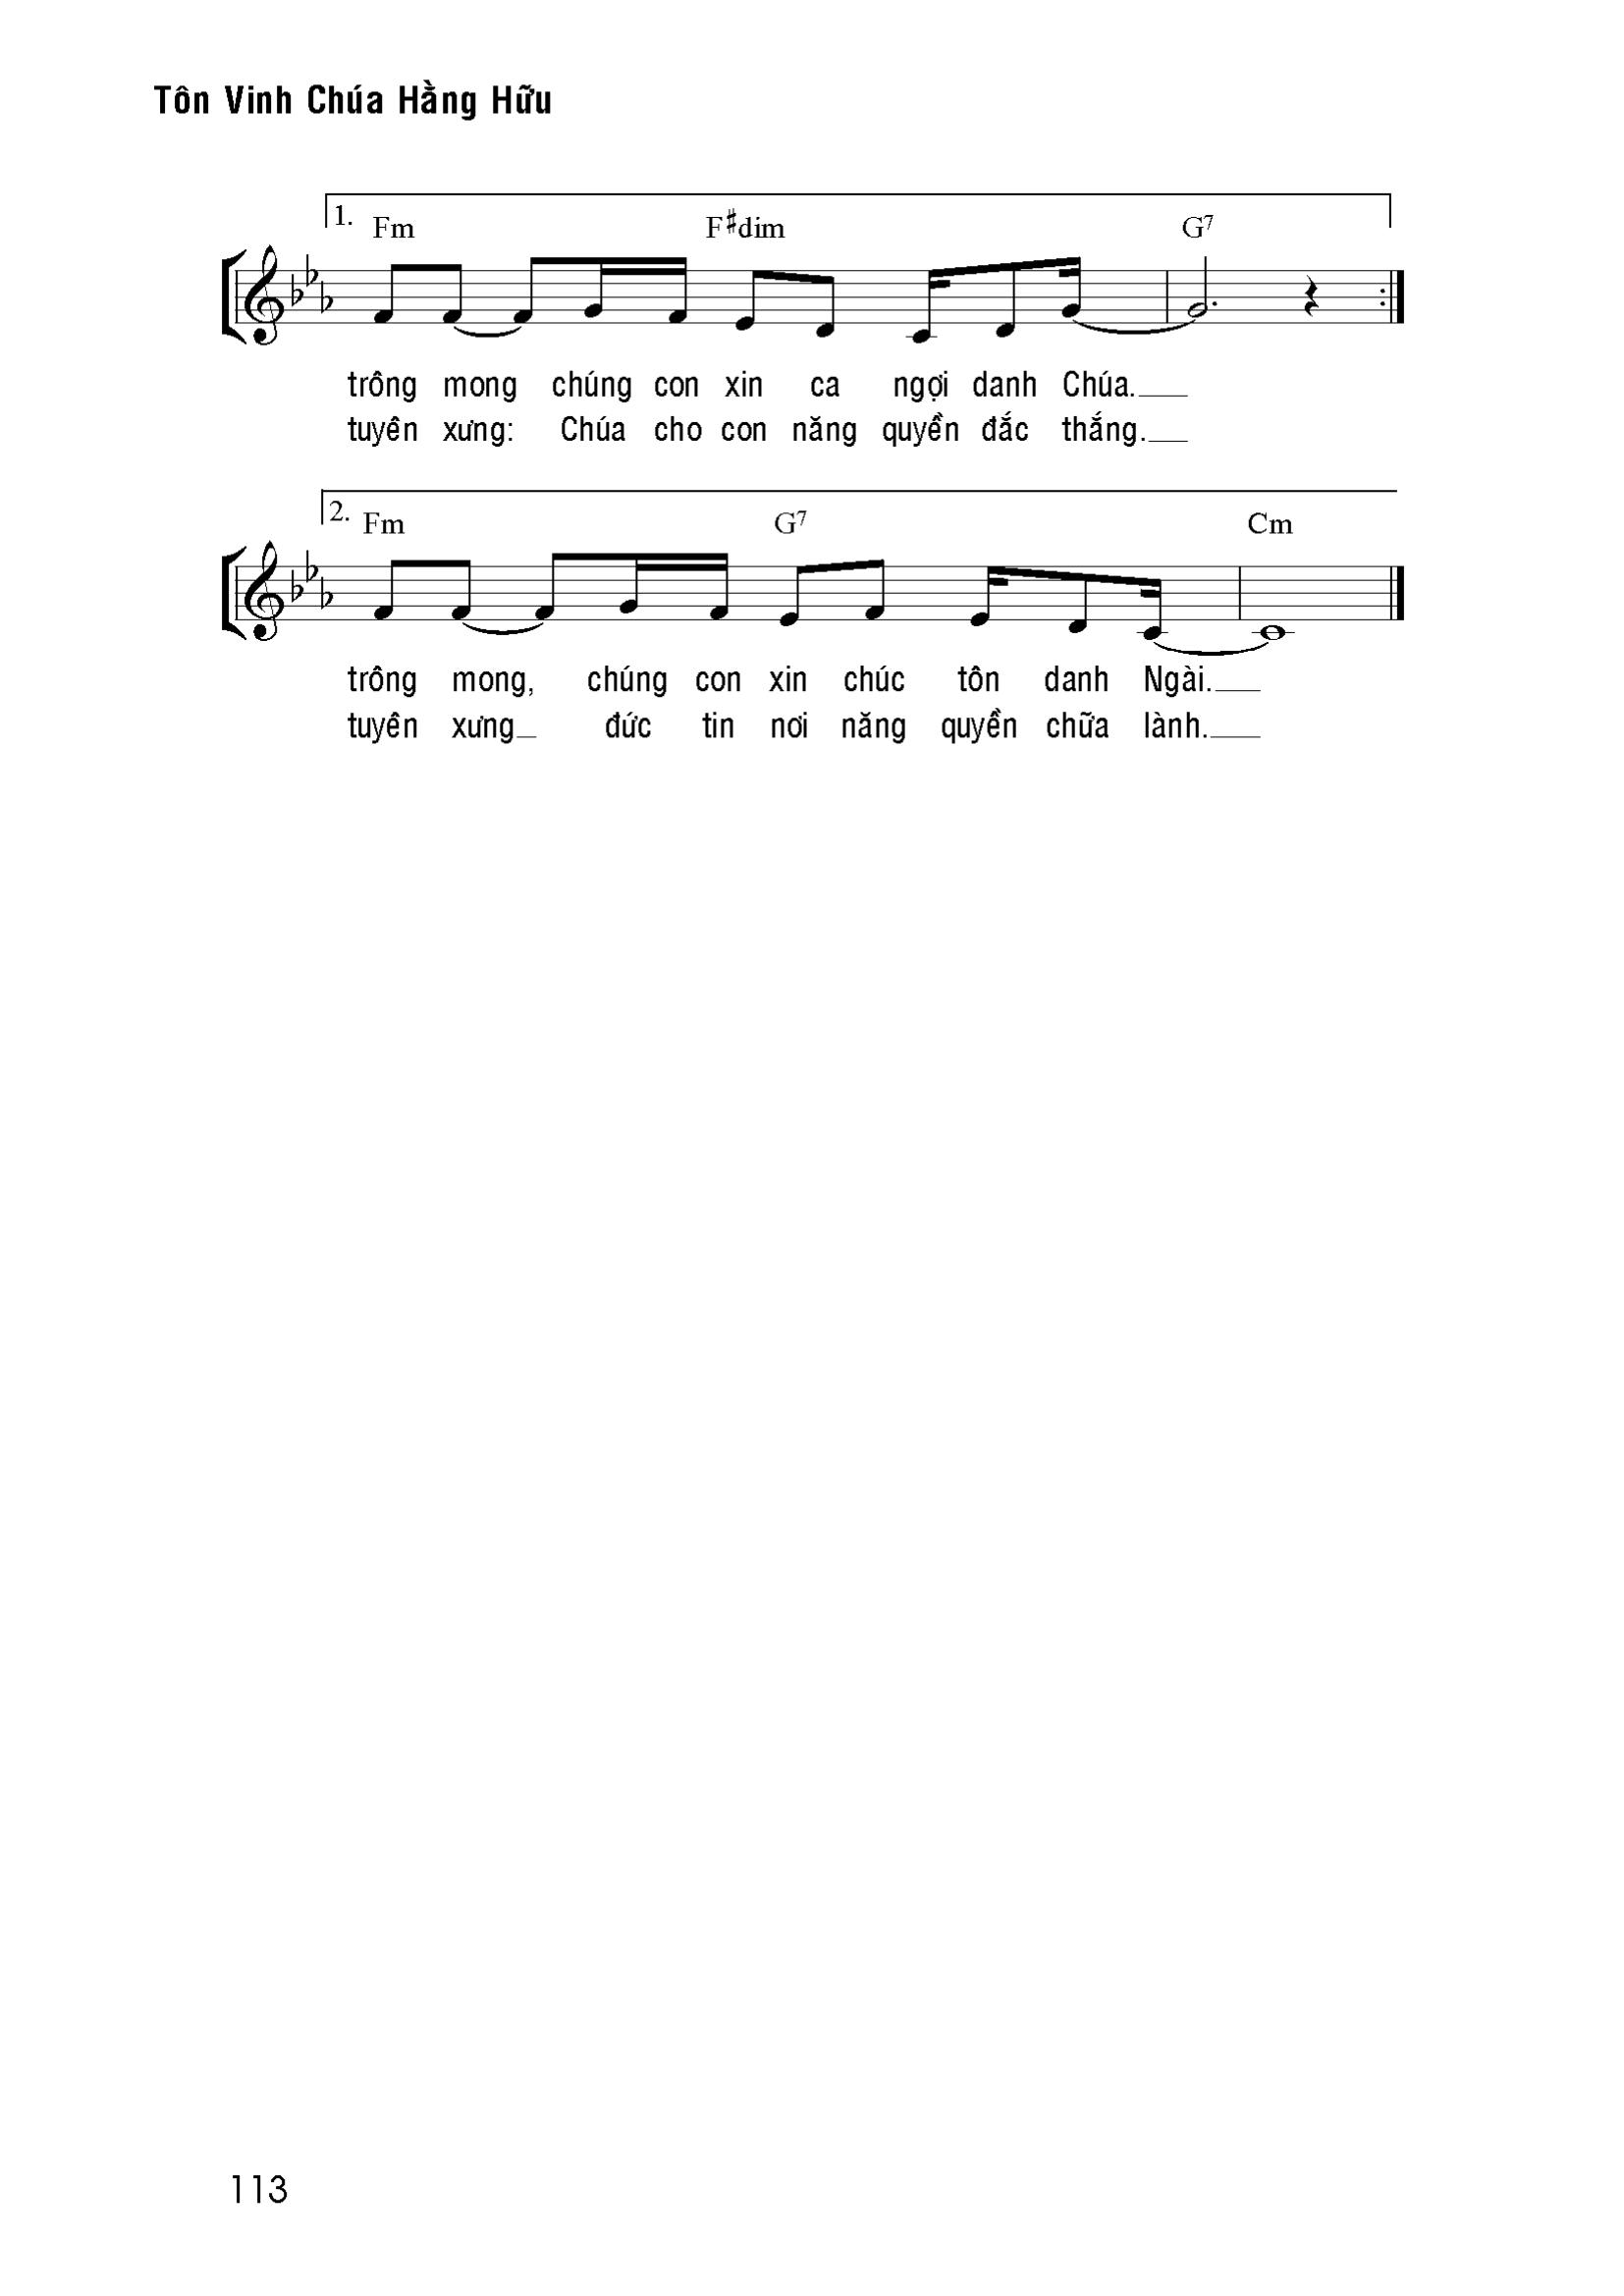 Tôn Vinh Chúa Hằng Hữu
1. Fm F♯dim G7
trông mong chúng con xin ca ngợi danh Chúa.
tuyên xưng: Chúa cho con năng quyền đắc thắng.
2. Fm G7 Cm
trông mong, chúng con xin chúc tôn danh Ngài.
tuyên xưng đức tin nơi năng quyền chữa lành.
113